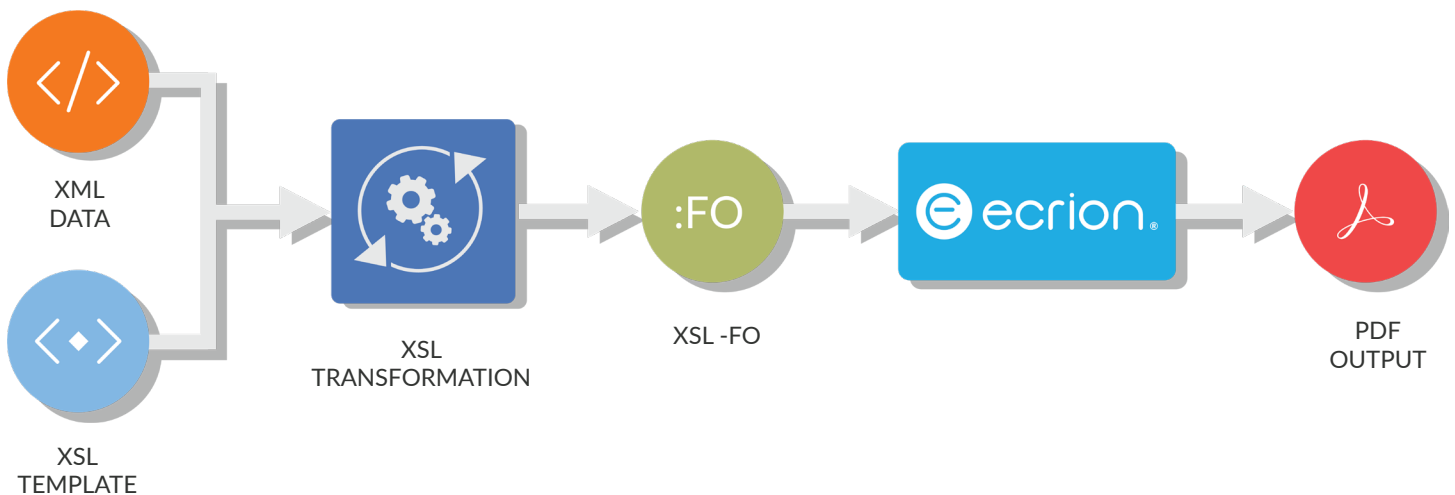 </>
XML
DATA
< >
XSL
TEMPLATE
XSL
TRANSFORMATION
:FO
XSL -FO
e ecrion®
PDF
OUTPUT